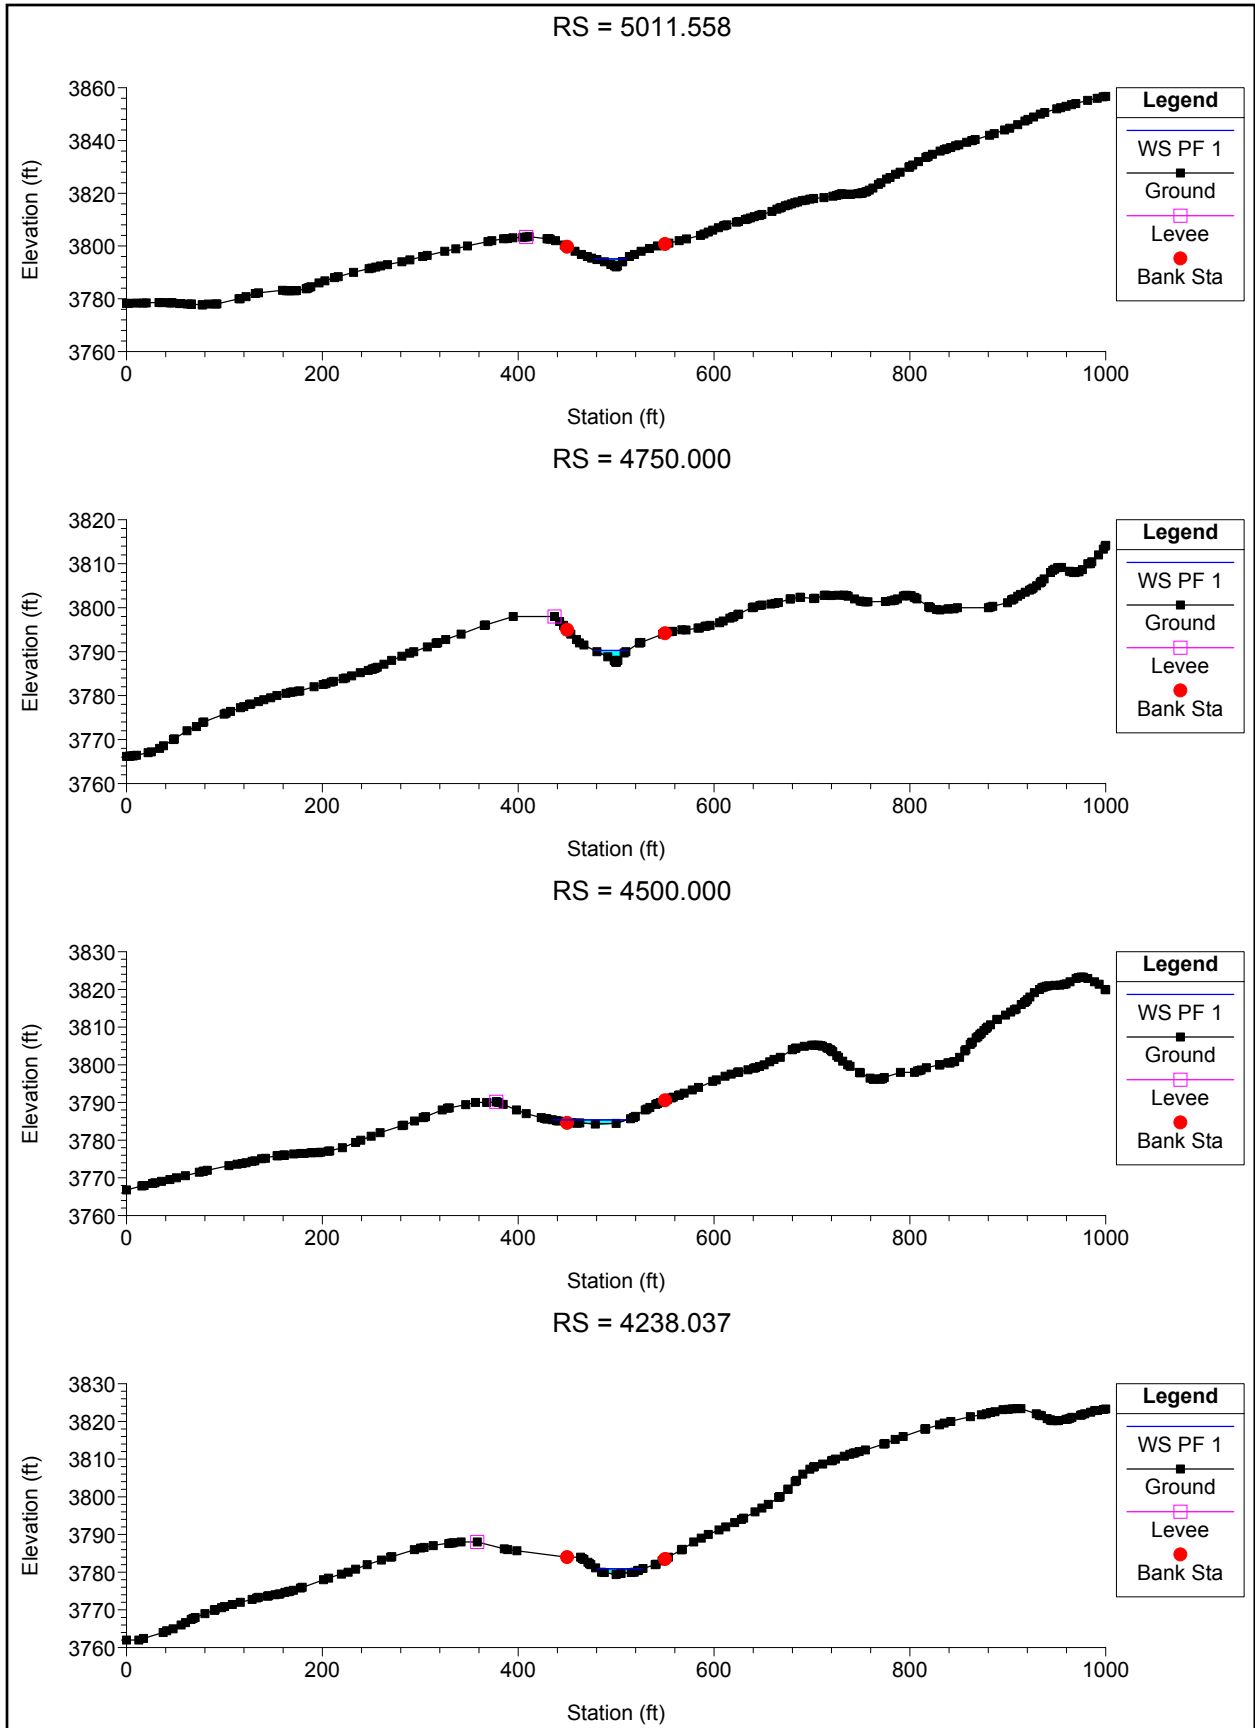 RS = 5011.558
3860
3840
3820
3800
3780
3760
Elevation (ft)
0 200 400 600 800 1000
Station (ft)
Legend
WS PF 1
Ground
Levee
Bank Sta
RS = 4750.000
3820
3810
3800
3790
3780
3770
3760
Elevation (ft)
0 200 400 600 800 1000
Station (ft)
Legend
WS PF 1
Ground
Levee
Bank Sta
RS = 4500.000
3830
3820
3810
3800
3790
3780
3770
3760
Elevation (ft)
0 200 400 600 800 1000
Station (ft)
Legend
WS PF 1
Ground
Levee
Bank Sta
RS = 4238.037
3830
3820
3810
3800
3790
3780
3770
3760
Elevation (ft)
0 200 400 600 800 1000
Station (ft)
Legend
WS PF 1
Ground
Levee
Bank Sta